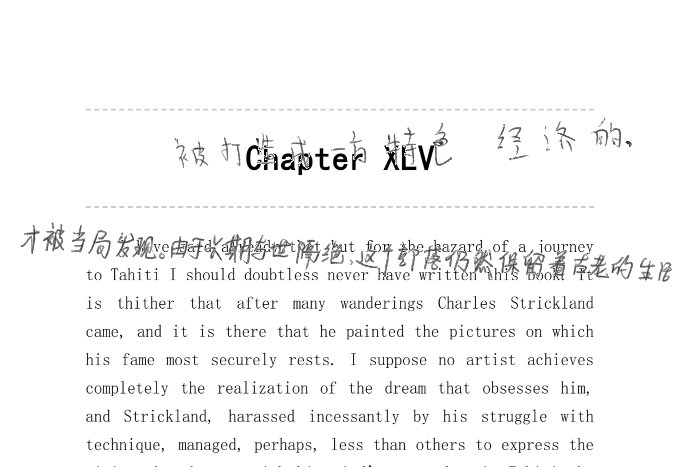 被打造成一有特色 经济的、
Chapter XLV
才被当局发现。由于长期与世隔绝,这个部落仍然保留着古老的生活
I have said already that but for the hazard of a journey
to Tahiti I should doubtless never have written this book. It
is thither that after many wanderings Charles Strickland
came, and it is there that he painted the pictures on which
his fame most securely rests. I suppose no artist achieves
completely the realization of the dream that obsesses him,
and Strickland, harassed incessantly by his struggle with
technique, managed, perhaps, less than others to express the